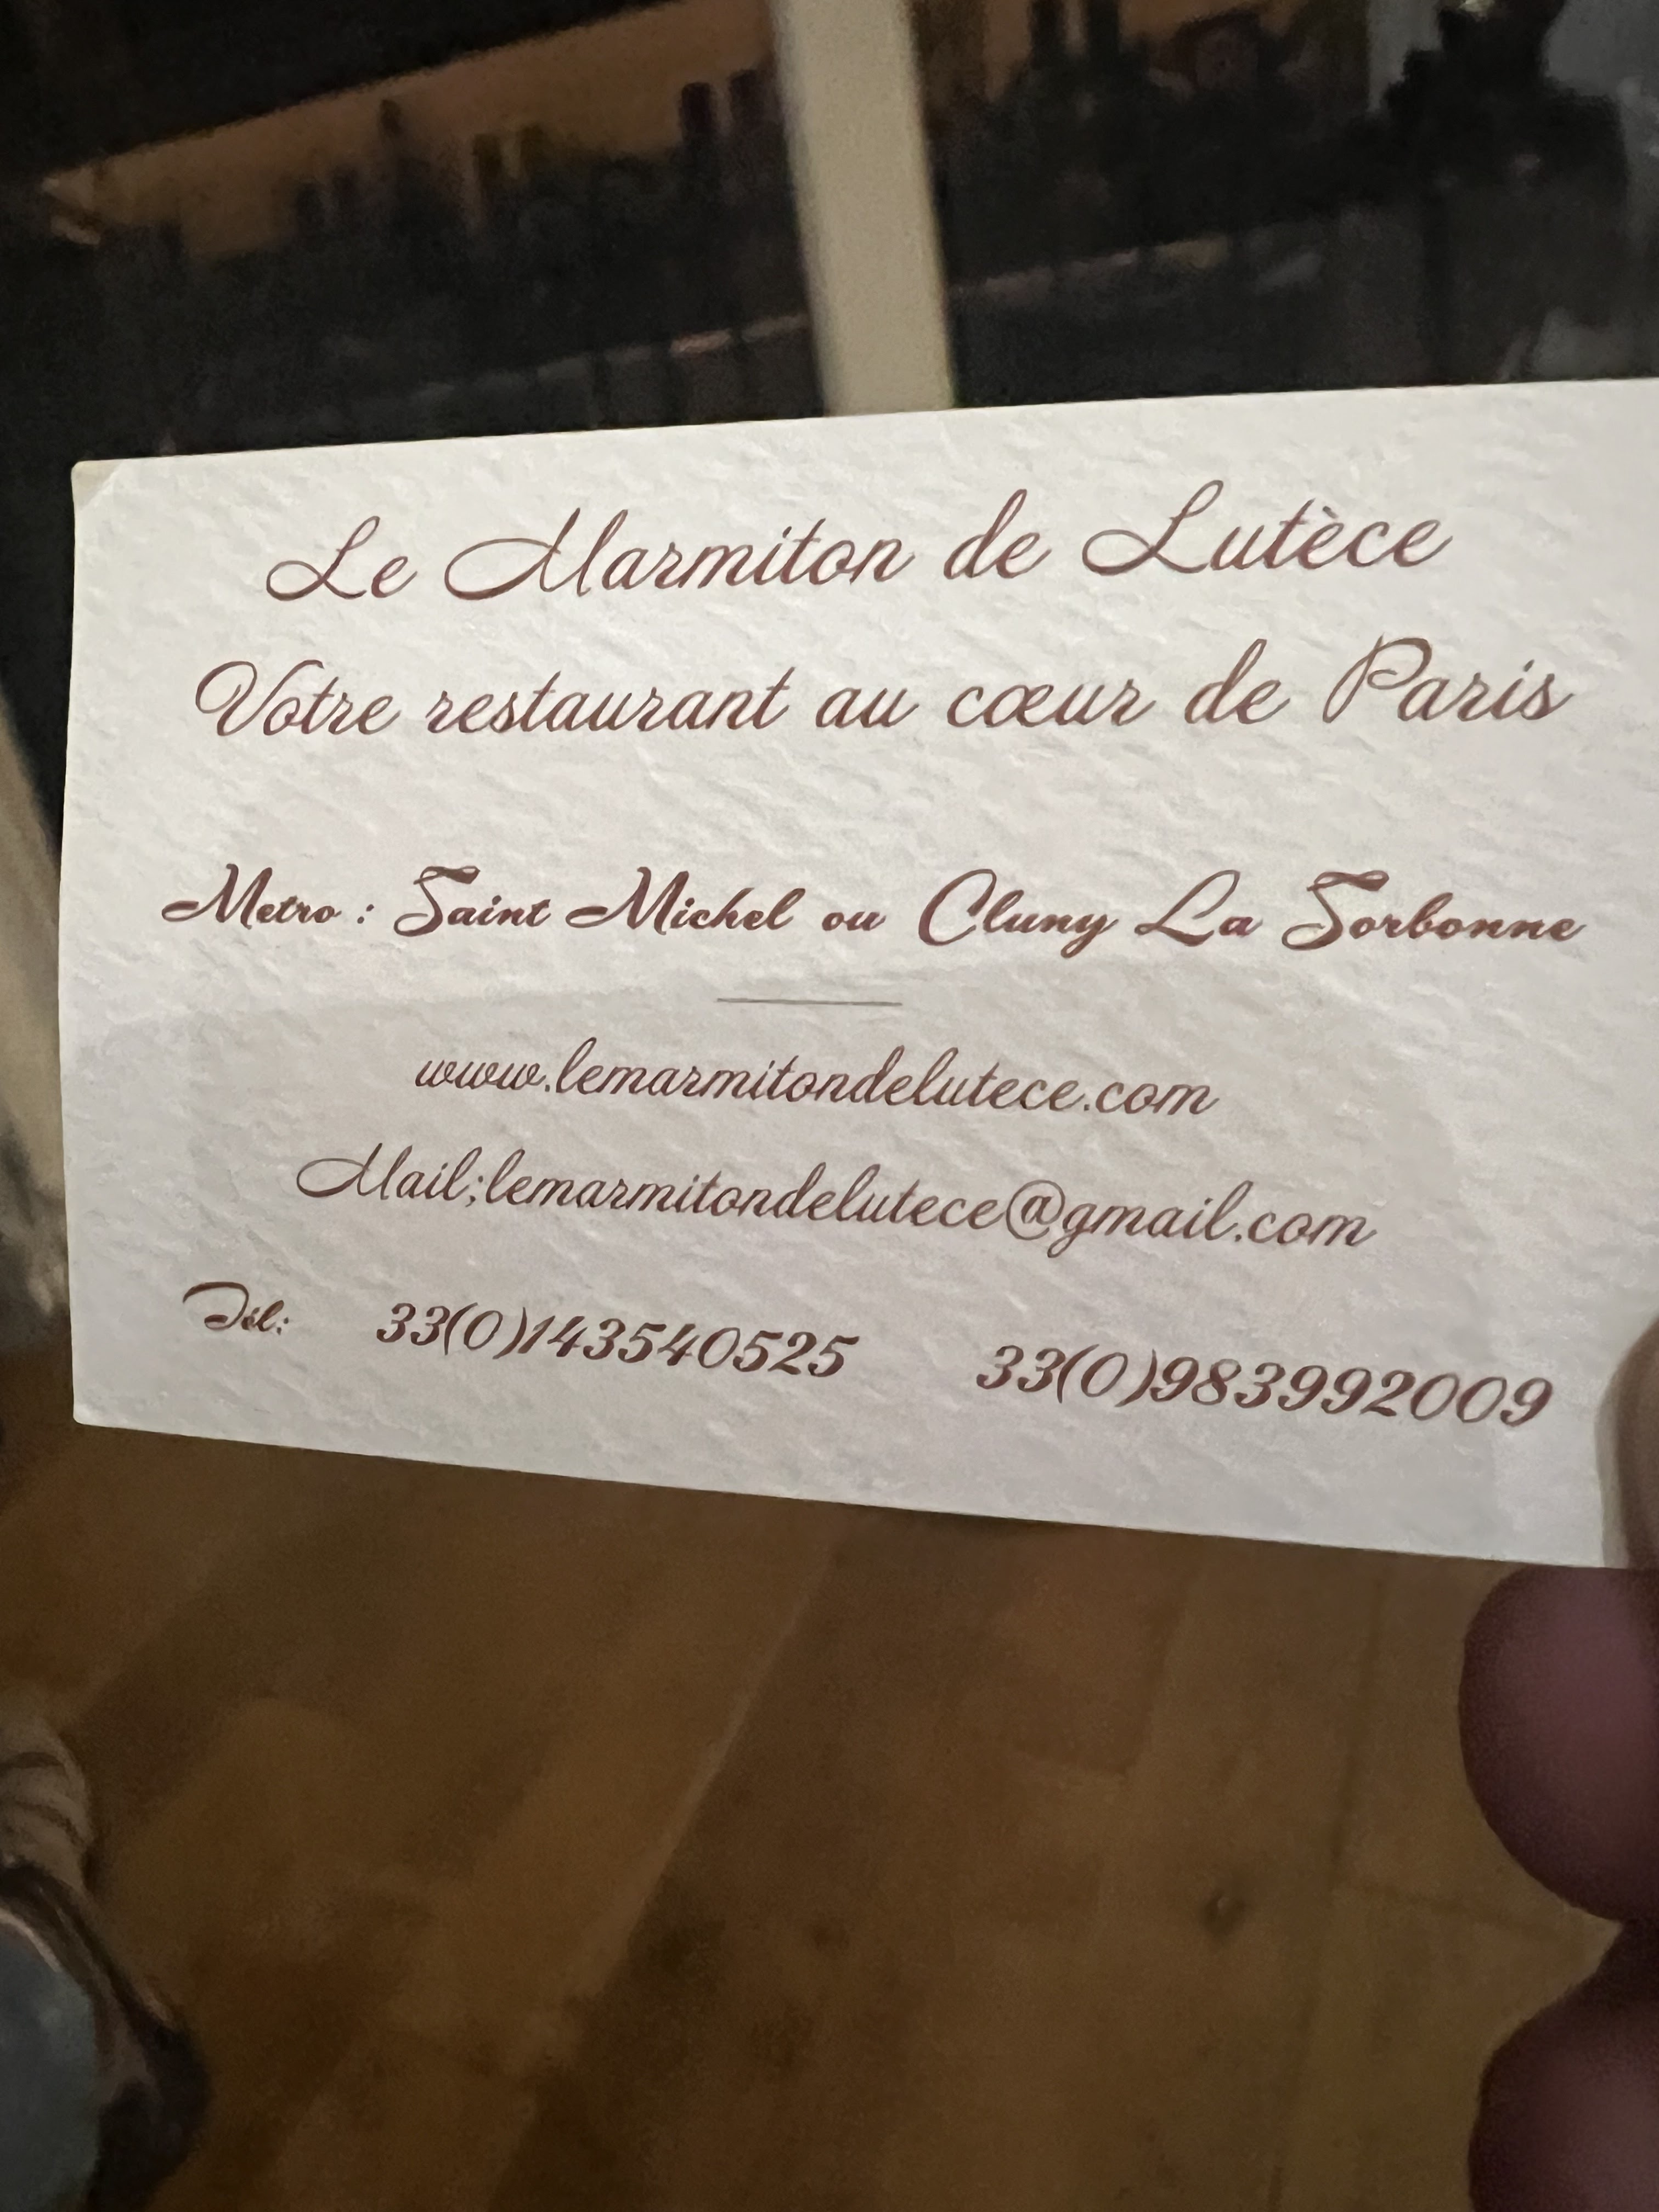 Le Marmiton de Lutèce
Votre restaurant au cœur de Paris
Metro : Saint Michel ou Cluny La Sorbonne
www.lemarmitondelutece.com
Mail;lemarmitondelutece@gmail.com
Tél: 33(0)143540525 33(0)983992009